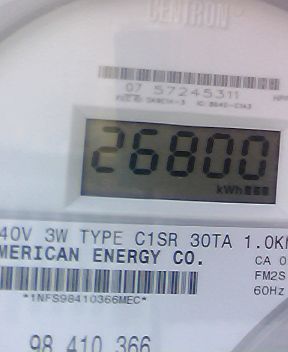 CENTRON
07 57245311
26800
kWh
40V 3W TYPE C1SR 30TA 1.0K
MERICAN ENERGY CO.
CA 0
FM2S
60Hz
*1NFS98410366MEC*
98 410 366